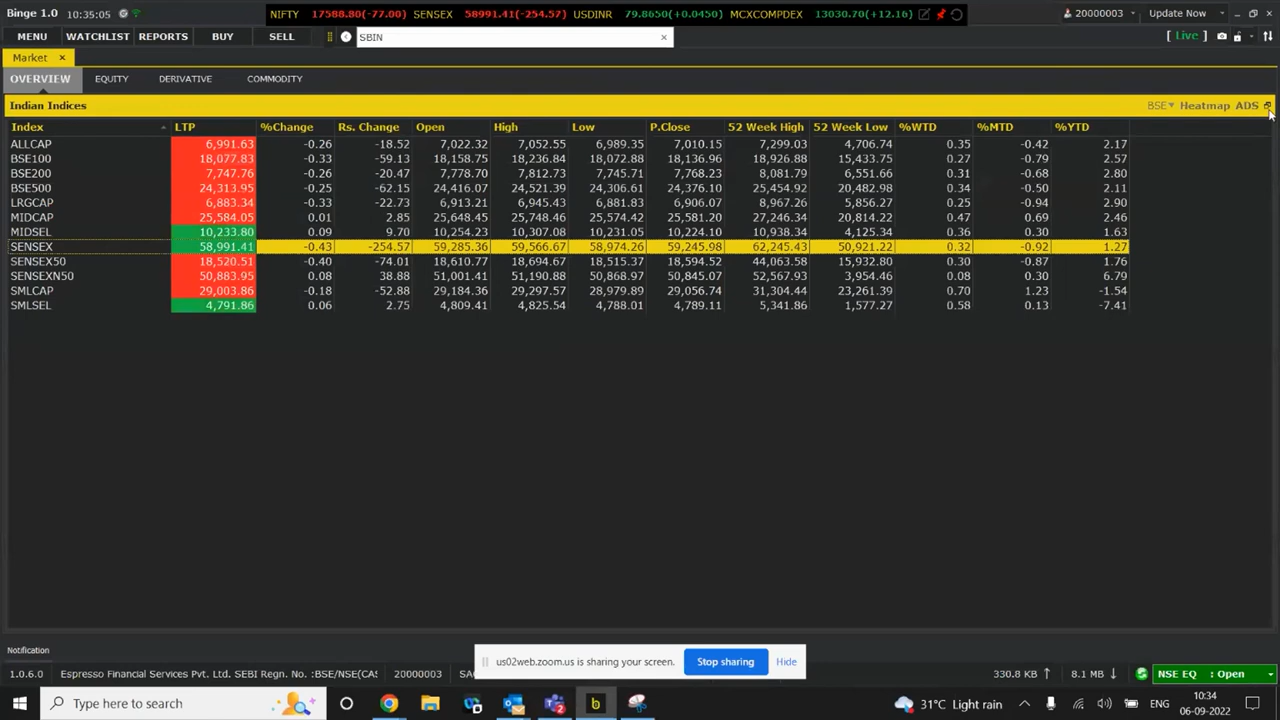 Binge 1.0 10:35:05 NIFTY 17588.80(-77.00) SENSEX 58991.41(-254.57) USDINR 79.8650(+0.0450) MCXCOMPDEX 13030.70(+12.16) 20000003 Update Now
MENU WATCHLIST REPORTS BUY SELL SBIN [ Live ]
Market
OVERVIEW EQUITY DERIVATIVE COMMODITY
Indian Indices BSE Heatmap ADS
Index LTP %Change Rs. Change Open High Low P.Close 52 Week High 52 Week Low %WTD %MTD %YTD
ALLCAP 6,991.63 -0.26 -18.52 7,022.32 7,052.55 6,989.35 7,010.15 7,299.03 4,706.74 0.35 -0.42 2.17
BSE100 18,077.83 -0.33 -59.13 18,158.75 18,236.84 18,072.88 18,136.96 18,926.88 15,433.75 0.27 -0.79 2.57
BSE200 7,747.76 -0.26 -20.47 7,778.70 7,812.73 7,745.71 7,768.23 8,081.79 6,551.66 0.31 -0.68 2.80
BSE500 24,313.95 -0.25 -62.15 24,416.07 24,521.39 24,306.61 24,376.10 25,454.92 20,482.98 0.34 -0.50 2.11
LRGCAP 6,883.34 -0.33 -22.73 6,913.21 6,945.43 6,881.83 6,906.07 8,967.26 5,856.27 0.25 -0.94 2.90
MIDCAP 25,584.05 0.01 2.85 25,648.45 25,748.46 25,574.42 25,581.20 27,246.34 20,814.22 0.47 0.69 2.46
MIDSEL 10,233.80 0.09 9.70 10,254.23 10,307.08 10,231.05 10,224.10 10,938.34 4,125.34 0.36 0.30 1.63
SENSEX 58,991.41 -0.43 -254.57 59,285.36 59,566.67 58,974.26 59,245.98 62,245.43 50,921.22 0.32 -0.92 1.27
SENSEX50 18,520.51 -0.40 -74.01 18,610.77 18,694.67 18,515.37 18,594.52 44,063.58 15,932.80 0.30 -0.87 1.76
SENSEXN50 50,883.95 0.08 38.88 51,001.41 51,190.88 50,868.97 50,845.07 52,567.93 3,954.46 0.08 0.30 6.79
SMLCAP 29,003.86 -0.18 -52.88 29,184.36 29,297.57 28,979.89 29,056.74 31,304.44 23,261.39 0.70 1.23 -1.54
SMLSEL 4,791.86 0.06 2.75 4,809.41 4,825.54 4,788.01 4,789.11 5,341.86 1,577.27 0.58 0.13 -7.41
Notification
us02web.zoom.us is sharing your screen. Stop sharing Hide
1.0.6.0 Espresso Financial Services Pvt. Ltd. SEBI Regn. No. :BSE/NSE(CAS 20000003 330.8 KB 8.1 MB NSE EQ : Open
Type here to search 31°C Light rain ENG 10:34
06-09-2022